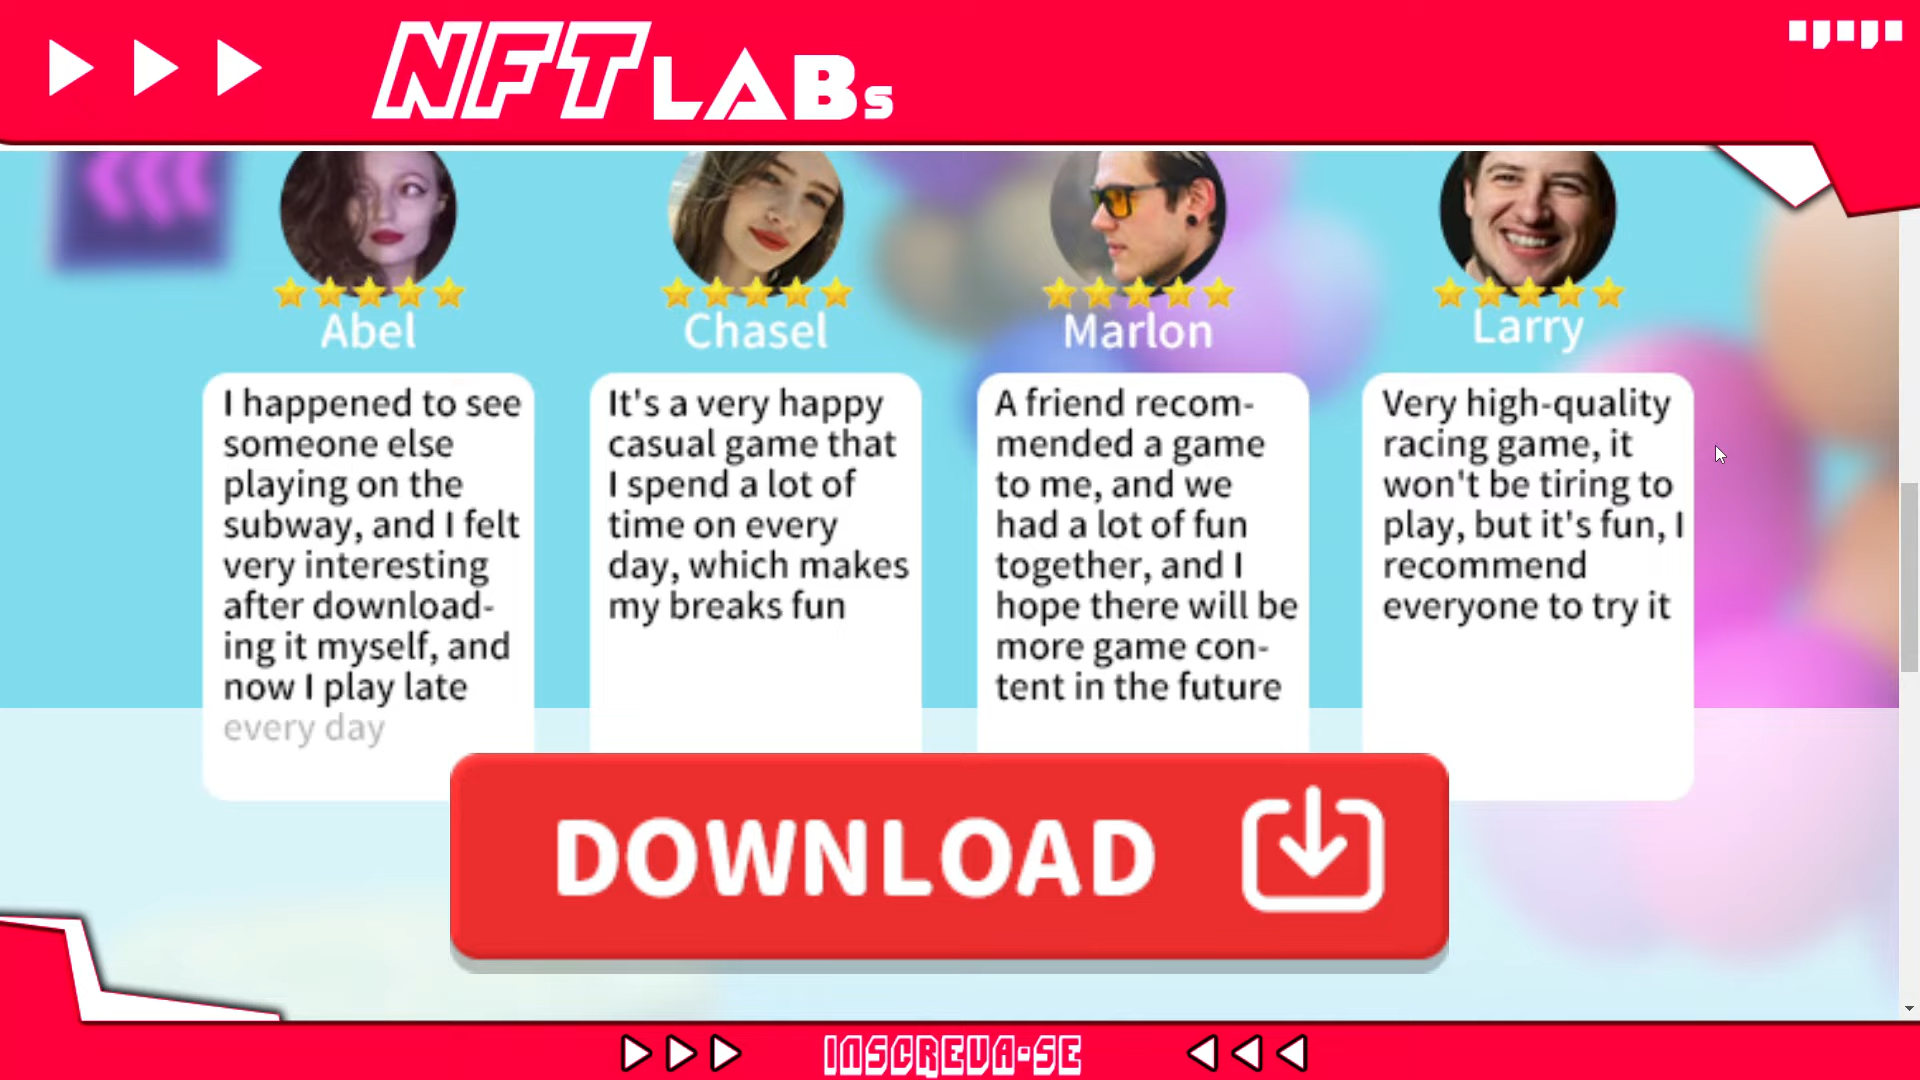 NFT LABs
Abel
Chasel
Marlon
Larry
I happened to see
someone else
playing on the
subway, and I felt
very interesting
after download-
ing it myself, and
now I play late
every day
It's a very happy
casual game that
I spend a lot of
time on every
day, which makes
my breaks fun
A friend recom-
mended a game
to me, and we
had a lot of fun
together, and I
hope there will be
more game con-
tent in the future
Very high-quality
racing game, it
won't be tiring to
play, but it's fun, I
recommend
everyone to try it
DOWNLOAD
INSCREVA-SE